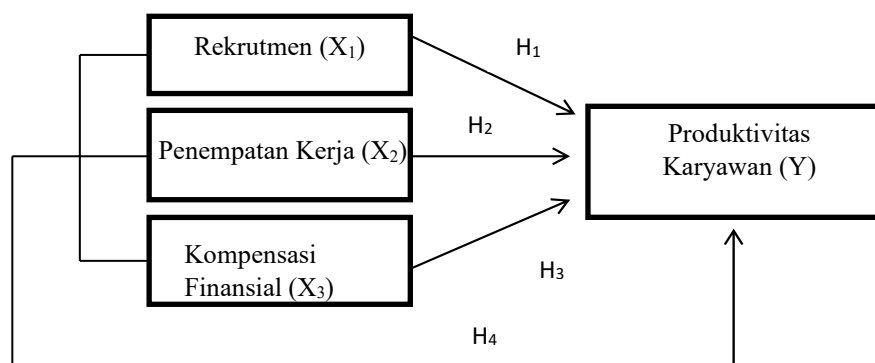 Rekrutmen (X₁)
H₁
Penempatan Kerja (X₂)
H₂
Produktivitas
Karyawan (Y)
Kompensasi
Finansial (X₃)
H₃
H₄